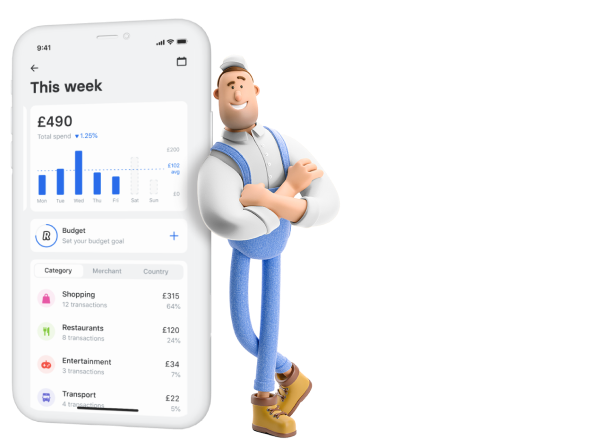 9:41
This week
£490
Total spend ▾ 1.25%
£200
£102
avg
£0
Mon Tue Wed Thu Fri Sat Sun
Budget
Set your budget goal
Category Merchant Country
Shopping £315
12 transactions 64%
Restaurants £120
8 transactions 24%
Entertainment £34
3 transactions 7%
Transport £22
4 transactions 5%